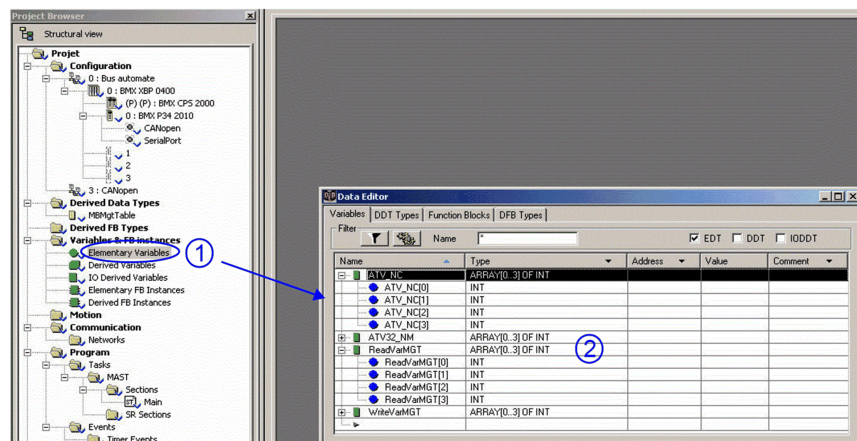 Project Browser
Structural view
Projet
Configuration
0 : Bus automate
0 : BMX XBP 0400
(P) (P) : BMX CPS 2000
0 : BMX P34 2010
CANopen
SerialPort
1
2
3
3 : CANopen
Derived Data Types
MBMgtTable
Derived FB Types
Variables & FB instances
Elementary Variables
Derived Variables
IO Derived Variables
Elementary FB Instances
Derived FB Instances
Motion
Communication
Networks
Program
Tasks
MAST
Sections
Main
SR Sections
Events
Timer Events
1
Data Editor
Variables DDT Types Function Blocks DFB Types
Filter
Name * EDT DDT IODDT
Name Type Address Value Comment
ATV_NC ARRAY[0..3] OF INT
ATV_NC[0] INT
ATV_NC[1] INT
ATV_NC[2] INT
ATV_NC[3] INT
ATV32_NM ARRAY[0..3] OF INT
2
ReadVarMGT ARRAY[0..3] OF INT
ReadVarMGT[0] INT
ReadVarMGT[1] INT
ReadVarMGT[2] INT
ReadVarMGT[3] INT
WriteVarMGT ARRAY[0..3] OF INT